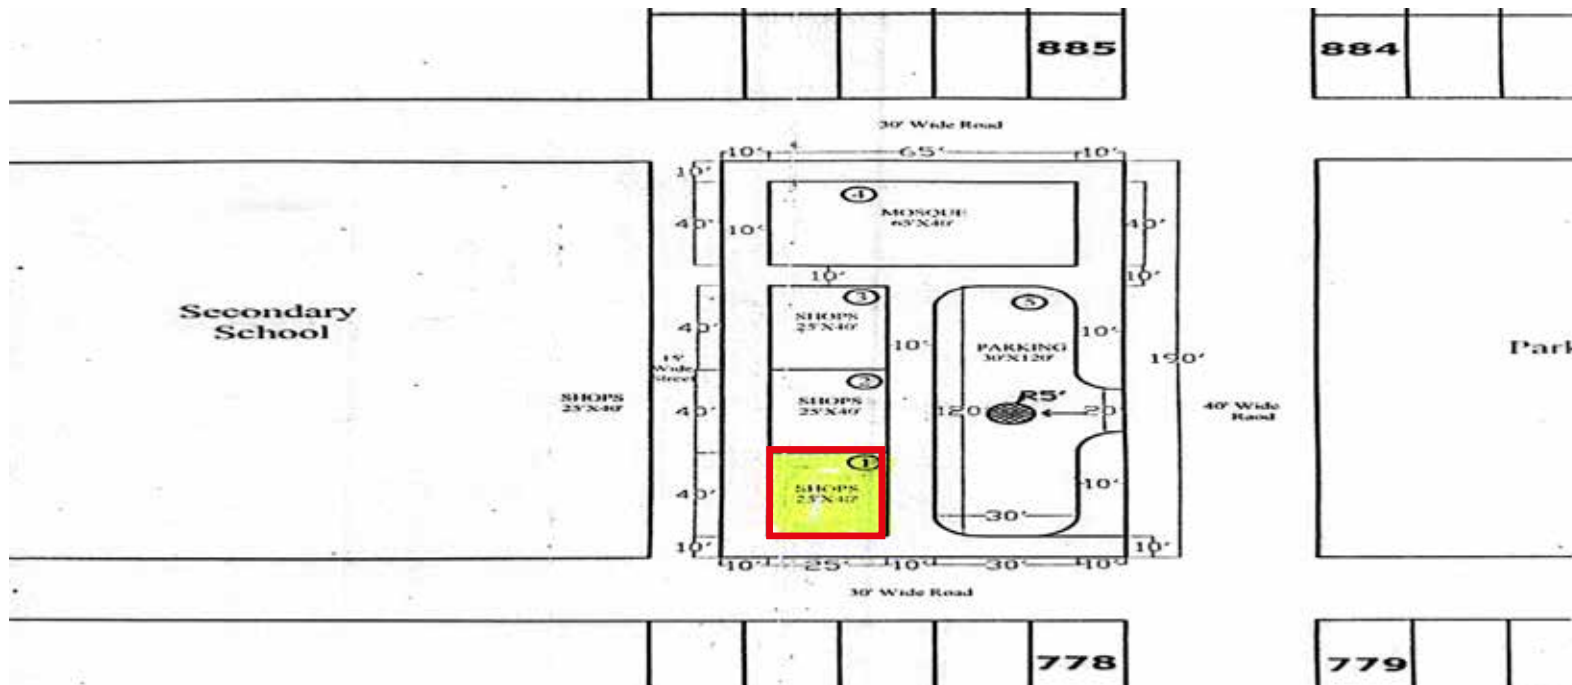 885
884
30' Wide Road
10'
65'
10'
10'
4
MOSQUE
65'X40'
40'
10'
40'
10'
10'
Secondary
School
3
SHOPS
25'X40'
40'
10'
5
PARKING
30'X120'
10'
190'
Park
15'
Wide
Street
2
SHOPS
25'X40'
SHOPS
25'X40'
40'
R5'
120
20'
40' Wide
Raod
1
SHOPS
25'X40'
40'
10'
30'
10'
10'
10'
25'
10'
30'
10'
30' Wide Road
778
779